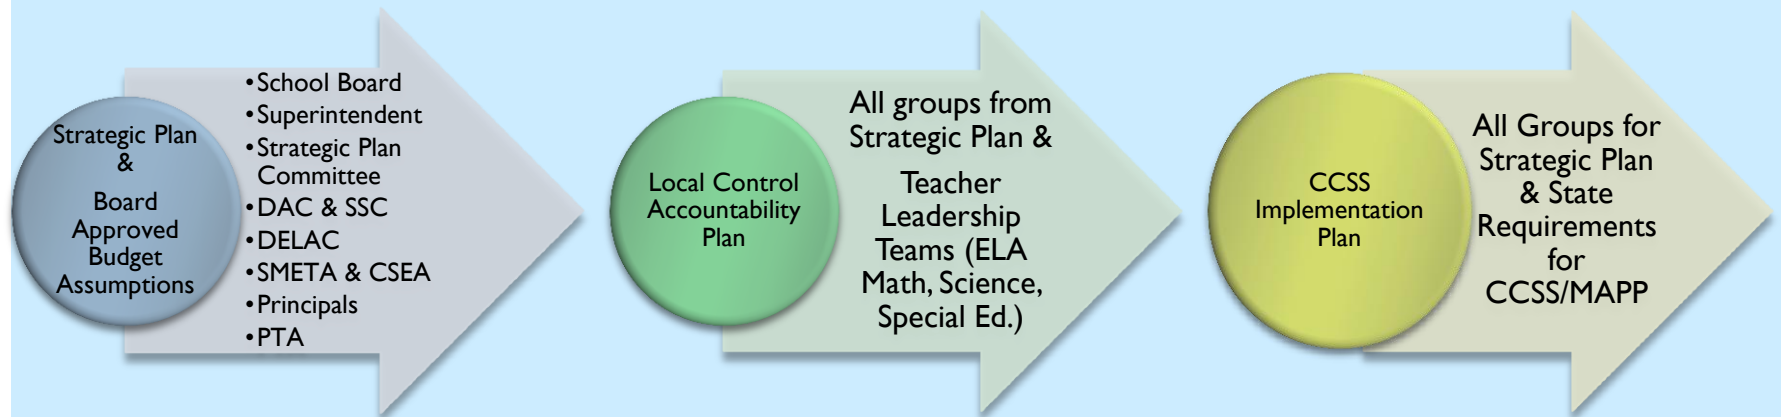 Strategic Plan
&
Board
Approved
Budget
Assumptions
•School Board
•Superintendent
•Strategic Plan
Committee
•DAC & SSC
•DELAC
•SMETA & CSEA
•Principals
•PTA
Local Control
Accountability
Plan
All groups from
Strategic Plan &
Teacher
Leadership
Teams (ELA
Math, Science,
Special Ed.)
CCSS
Implementation
Plan
All Groups for
Strategic Plan
& State
Requirements
for
CCSS/MAPP